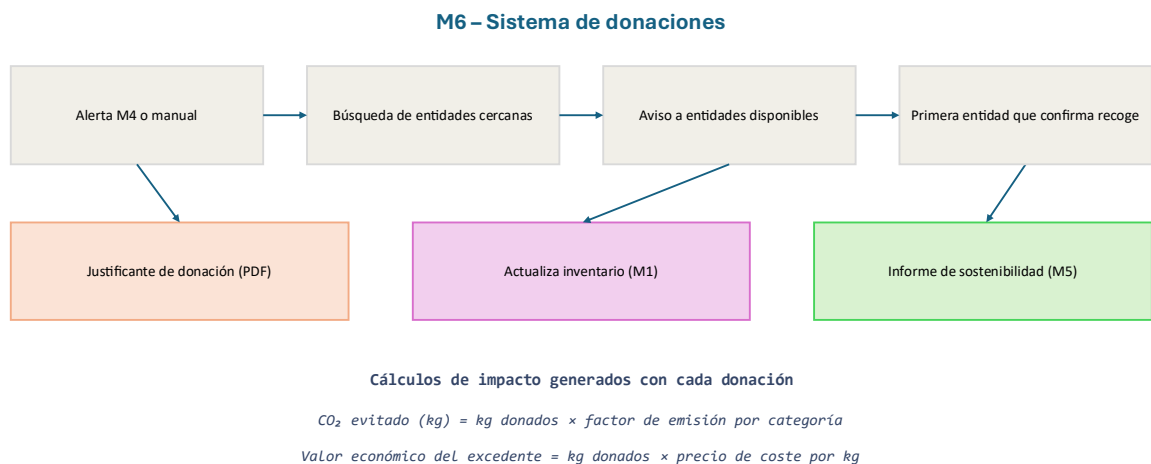 M6 – Sistema de donaciones
Alerta M4 o manual
Búsqueda de entidades cercanas
Aviso a entidades disponibles
Primera entidad que confirma recoge
Justificante de donación (PDF)
Actualiza inventario (M1)
Informe de sostenibilidad (M5)
Cálculos de impacto generados con cada donación
CO₂ evitado (kg) = kg donados × factor de emisión por categoría
Valor económico del excedente = kg donados × precio de coste por kg